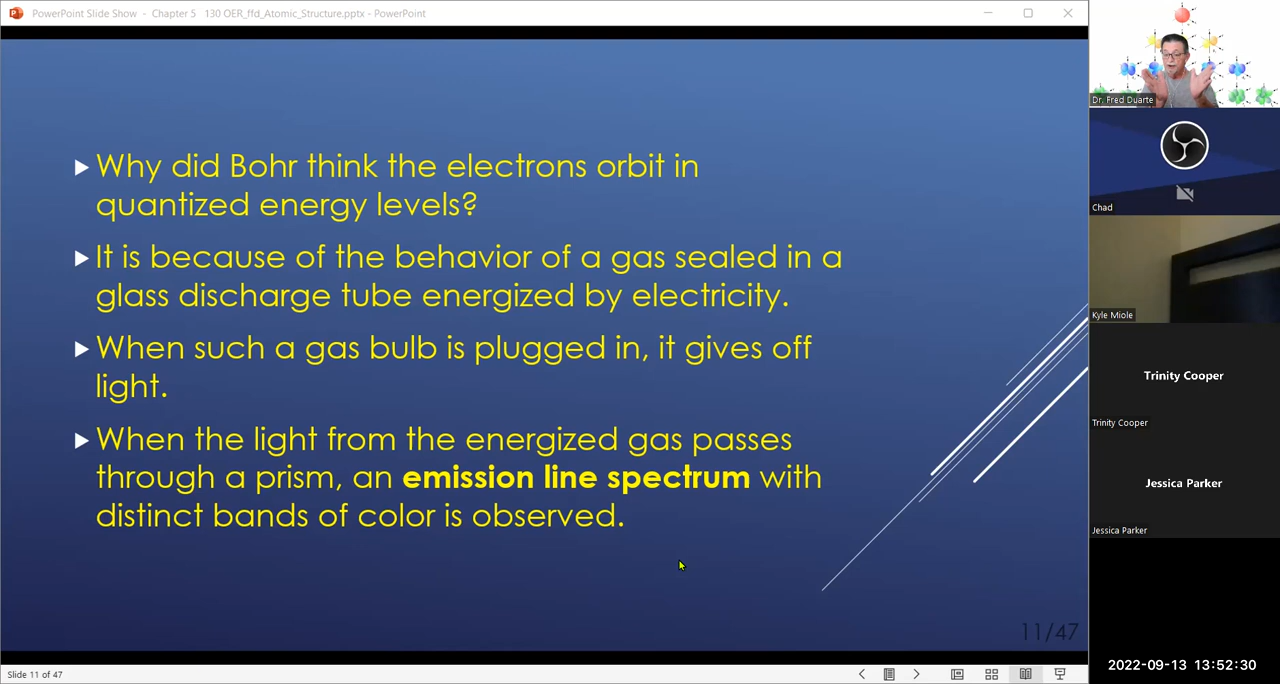 PowerPoint Slide Show - Chapter 5 130 OER_ffd_Atomic_Structure.pptx - PowerPoint
Why did Bohr think the electrons orbit in
quantized energy levels?
It is because of the behavior of a gas sealed in a
glass discharge tube energized by electricity.
When such a gas bulb is plugged in, it gives off
light.
When the light from the energized gas passes
through a prism, an emission line spectrum with
distinct bands of color is observed.
11/47
Slide 11 of 47
Dr. Fred Duarte
Chad
Kyle Miole
Trinity Cooper
Trinity Cooper
Jessica Parker
Jessica Parker
2022-09-13 13:52:30